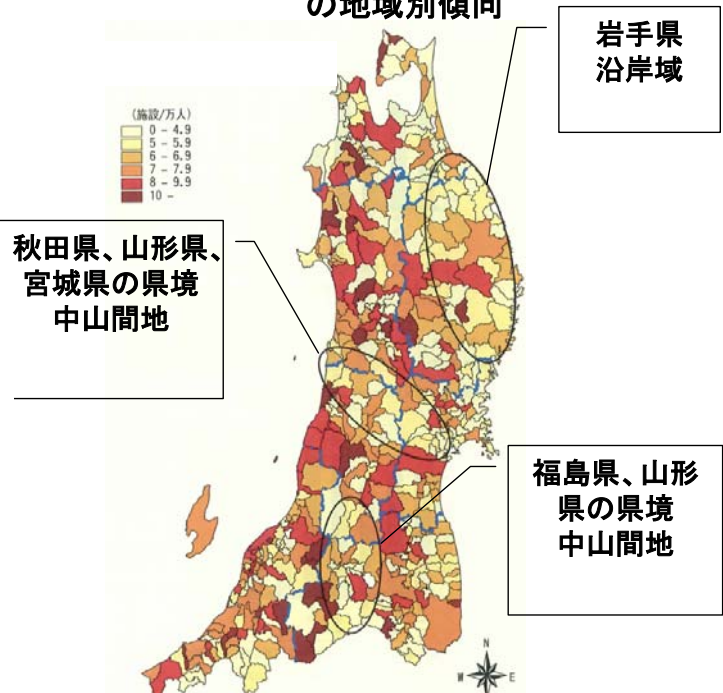 の地域別傾向
岩手県
沿岸域
(施設/万人)
0 - 4.9
5 - 5.9
6 - 6.9
7 - 7.9
8 - 9.9
10 -
秋田県、山形県、
宮城県の県境
中山間地
福島県、山形
県の県境
中山間地
N
W E